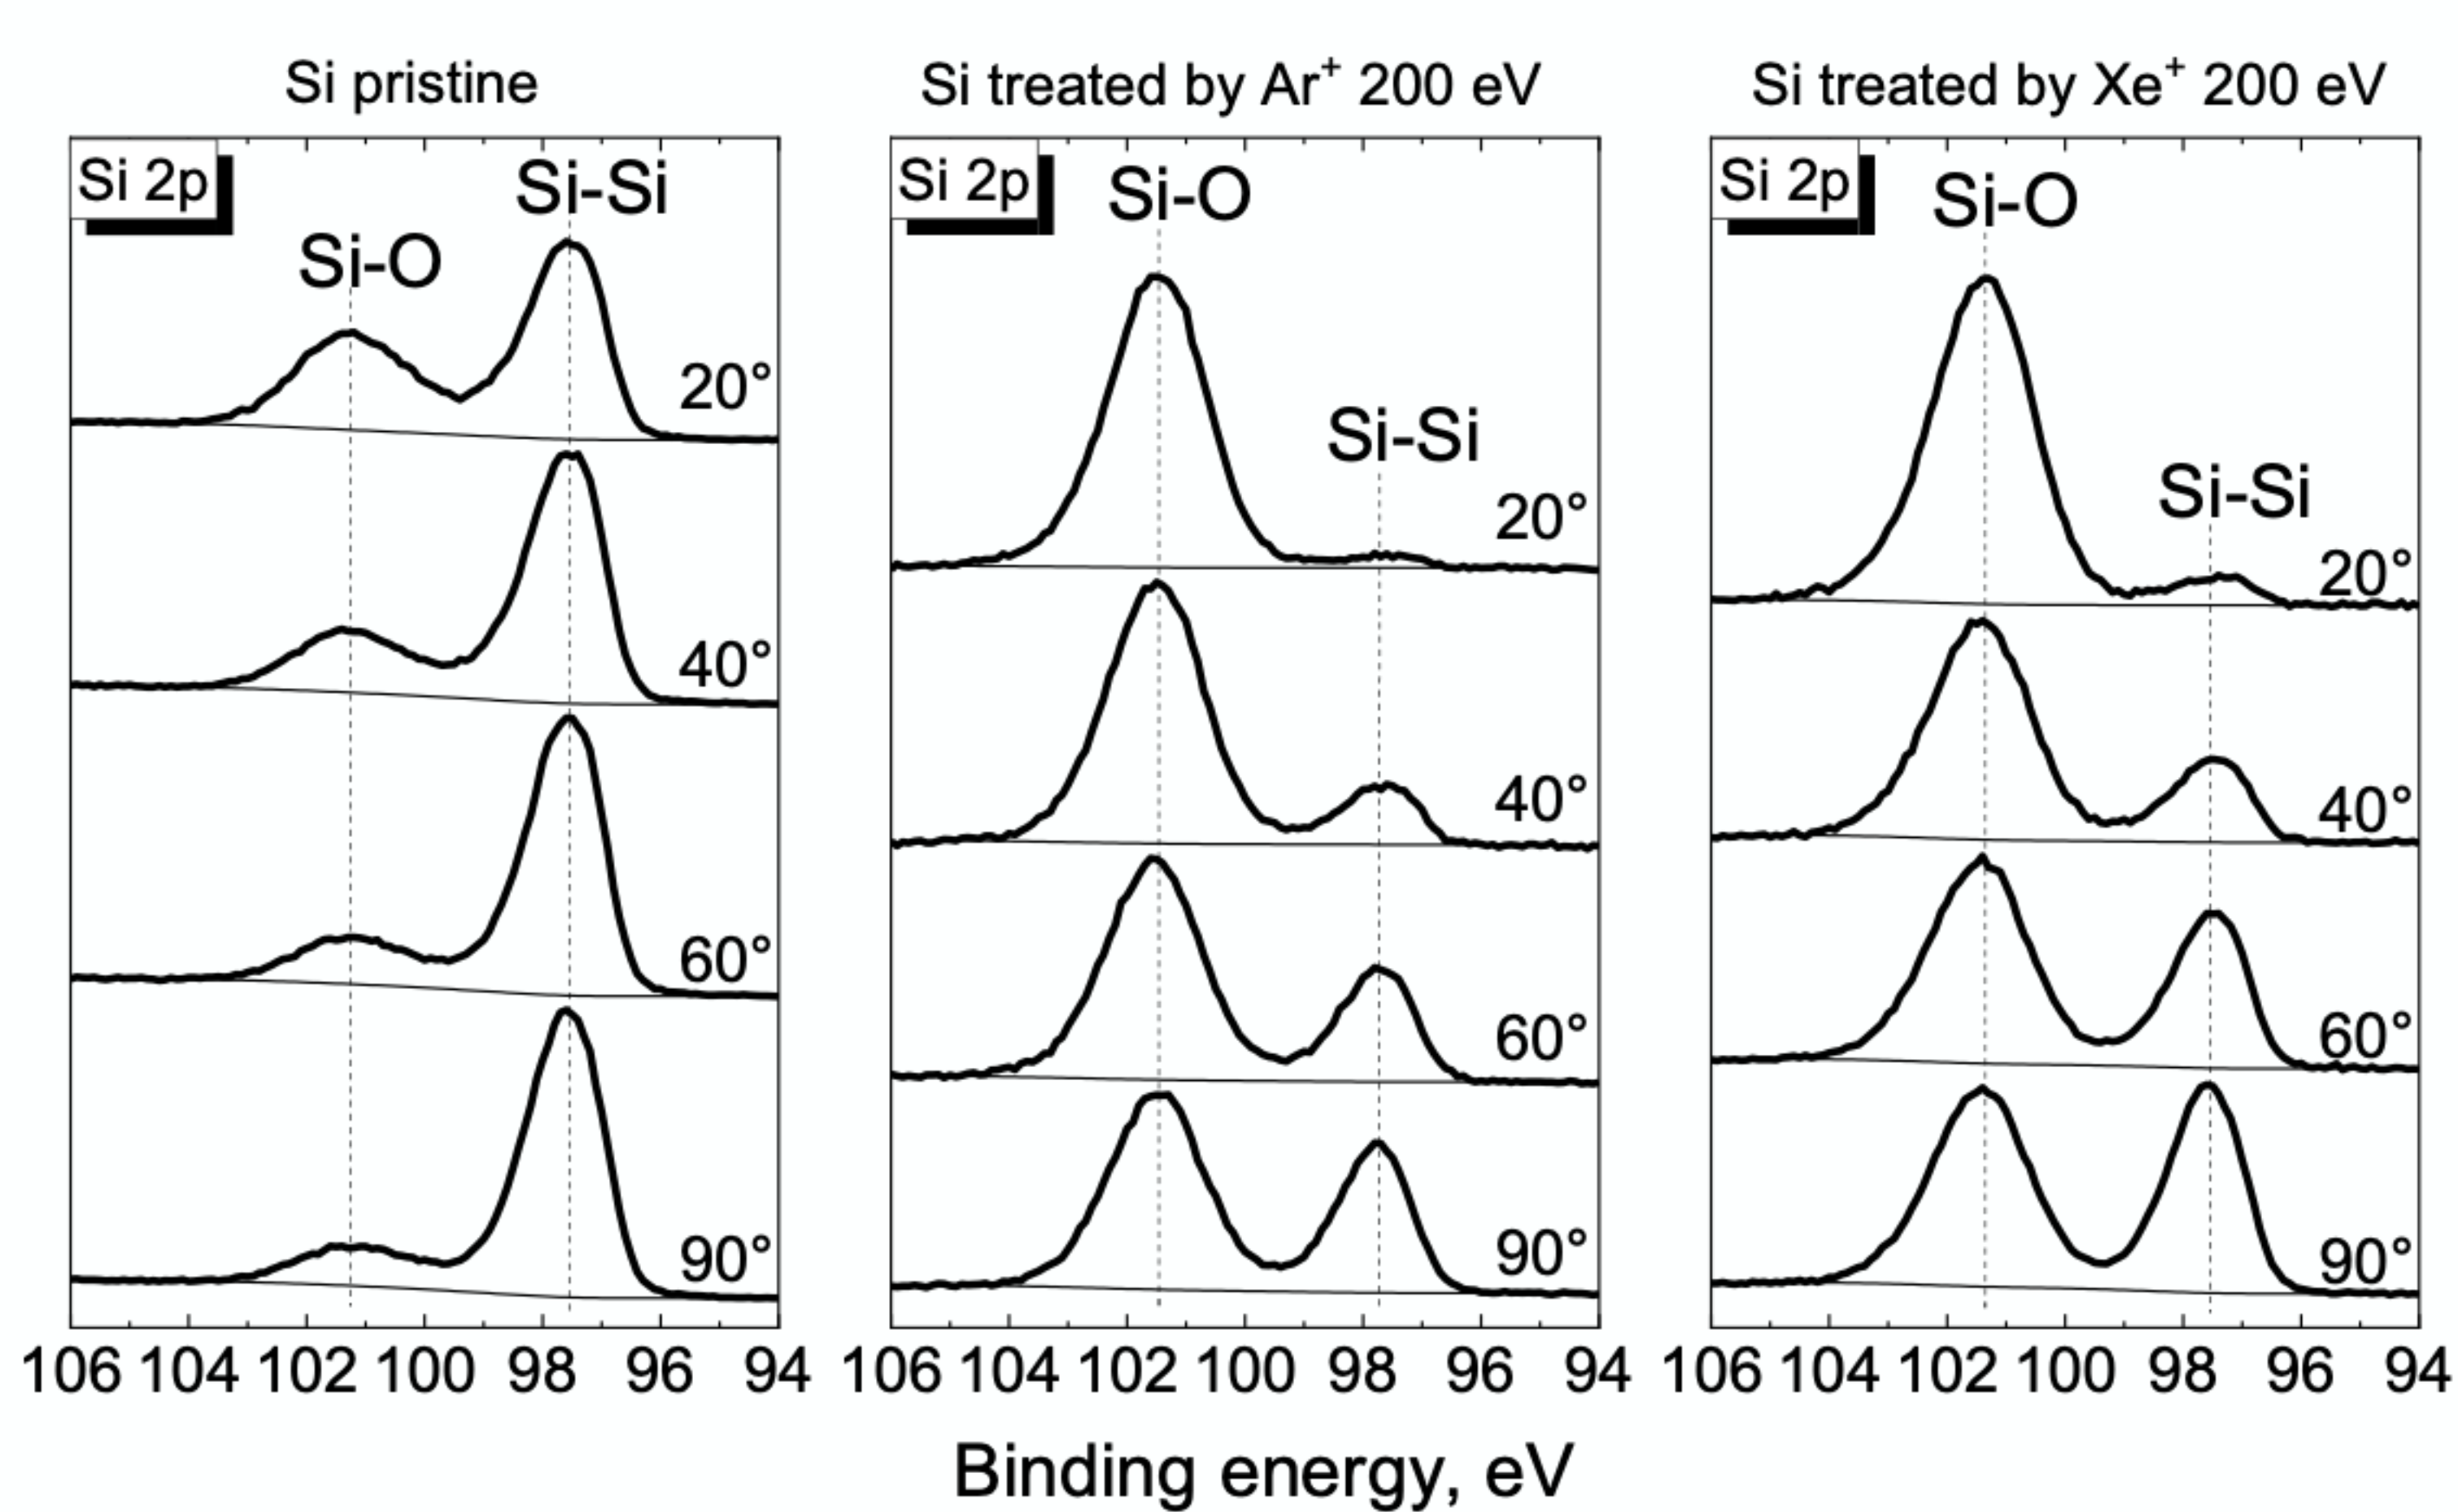 Si pristine
Si 2p
Si-Si
Si-O
20°
40°
60°
90°
106 104 102 100 98 96 94
Si treated by Ar⁺ 200 eV
Si 2p
Si-O
Si-Si
20°
40°
60°
90°
106 104 102 100 98 96 94
Si treated by Xe⁺ 200 eV
Si 2p
Si-O
Si-Si
20°
40°
60°
90°
106 104 102 100 98 96 94
Binding energy, eV